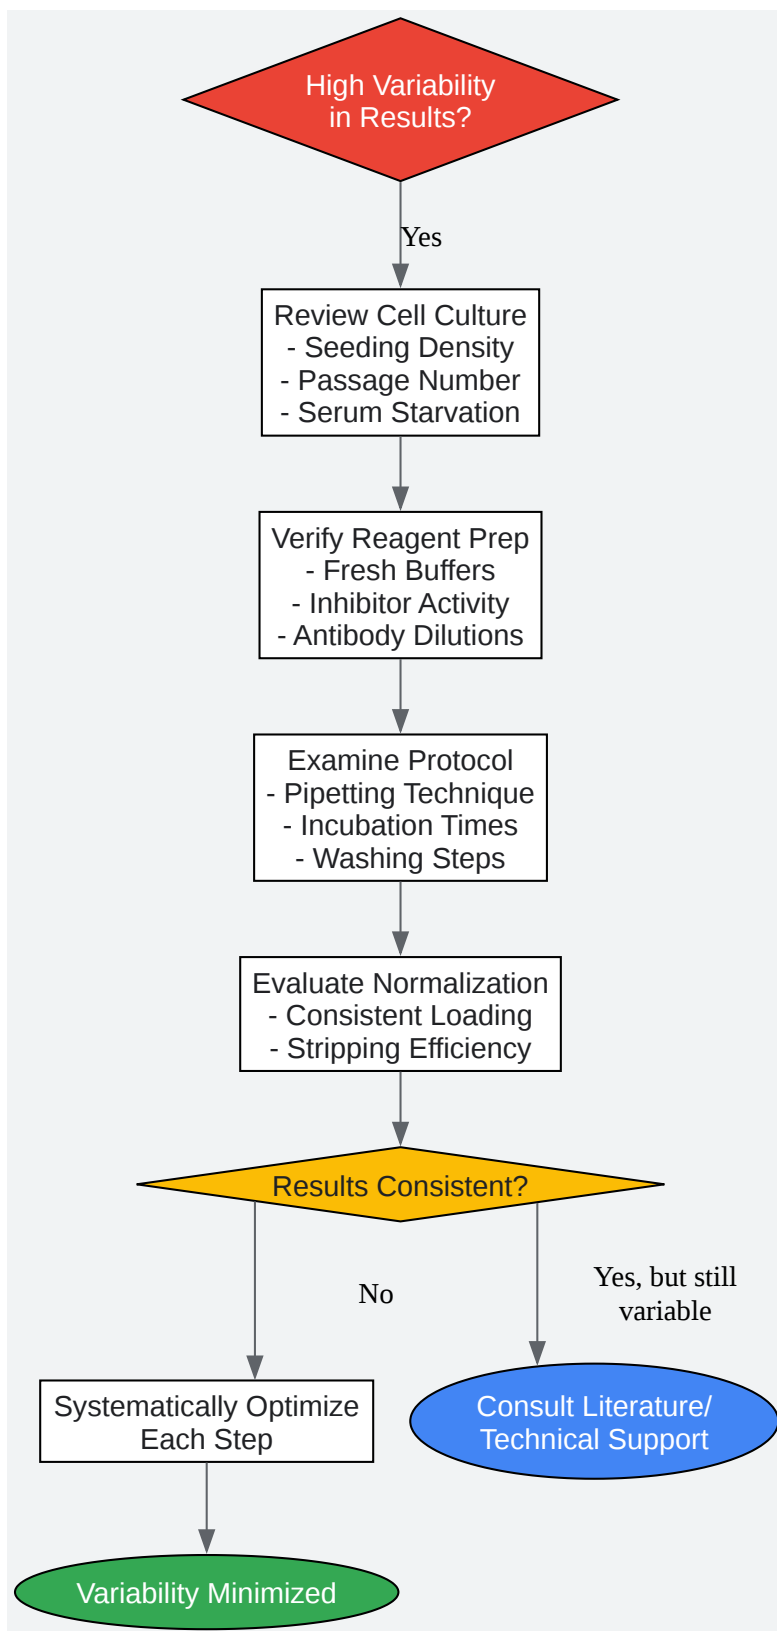 High Variability
in Results?
Yes
Review Cell Culture
- Seeding Density
- Passage Number
- Serum Starvation
Verify Reagent Prep
- Fresh Buffers
- Inhibitor Activity
- Antibody Dilutions
Examine Protocol
- Pipetting Technique
- Incubation Times
- Washing Steps
Evaluate Normalization
- Consistent Loading
- Stripping Efficiency
Results Consistent?
No
Yes, but still
variable
Systematically Optimize
Each Step
Consult Literature/
Technical Support
Variability Minimized